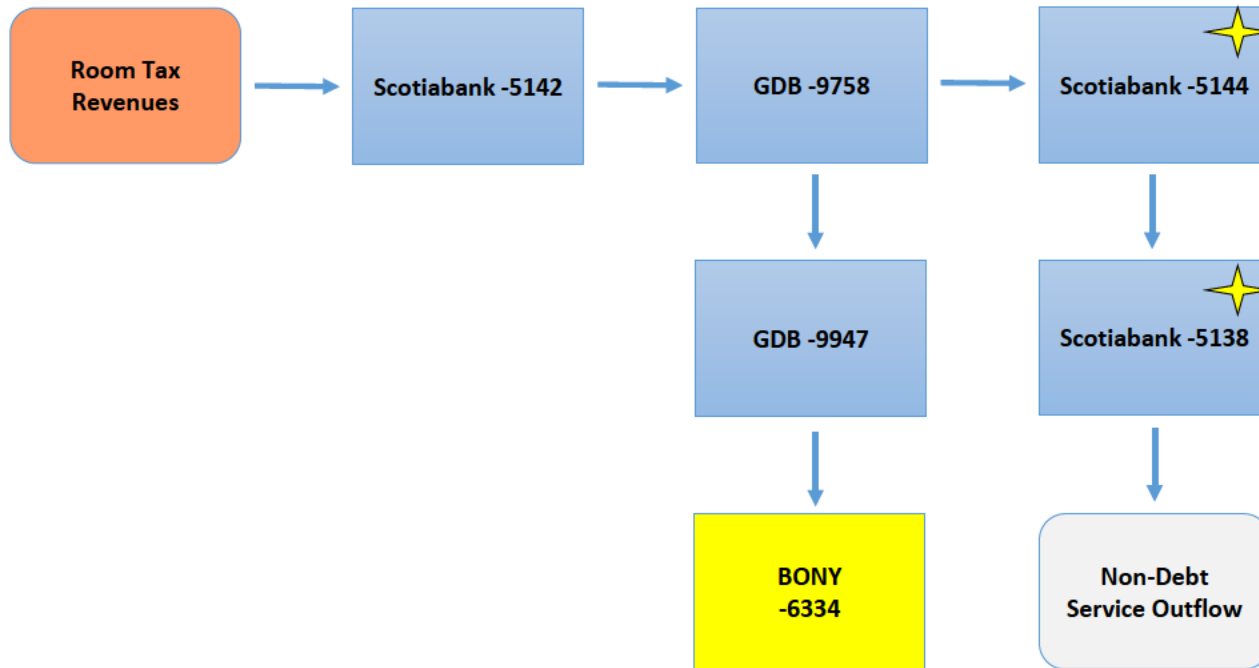 Room Tax
Revenues
Scotiabank -5142
GDB -9758
Scotiabank -5144
GDB -9947
Scotiabank -5138
BONY
-6334
Non-Debt
Service Outflow